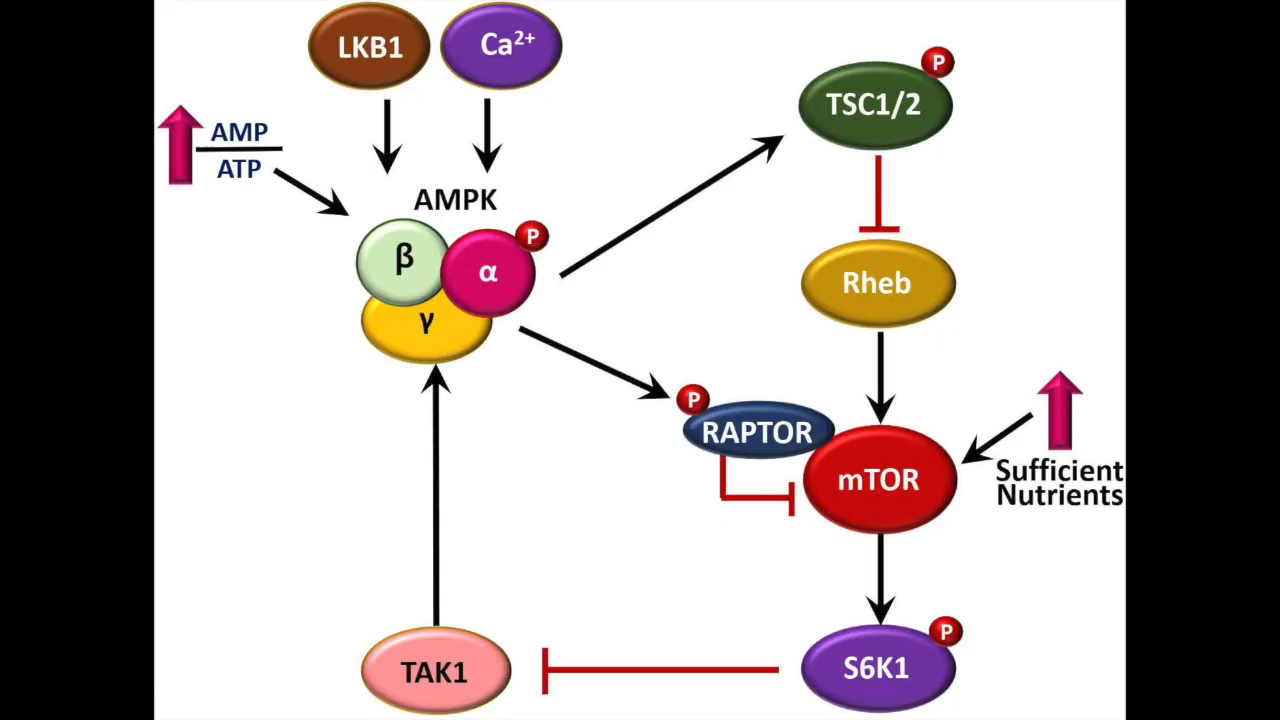 LKB1
Ca²⁺
P
TSC1/2
AMP
ATP
AMPK
P
β
α
γ
Rheb
P
RAPTOR
mTOR
Sufficient
Nutrients
P
TAK1
S6K1